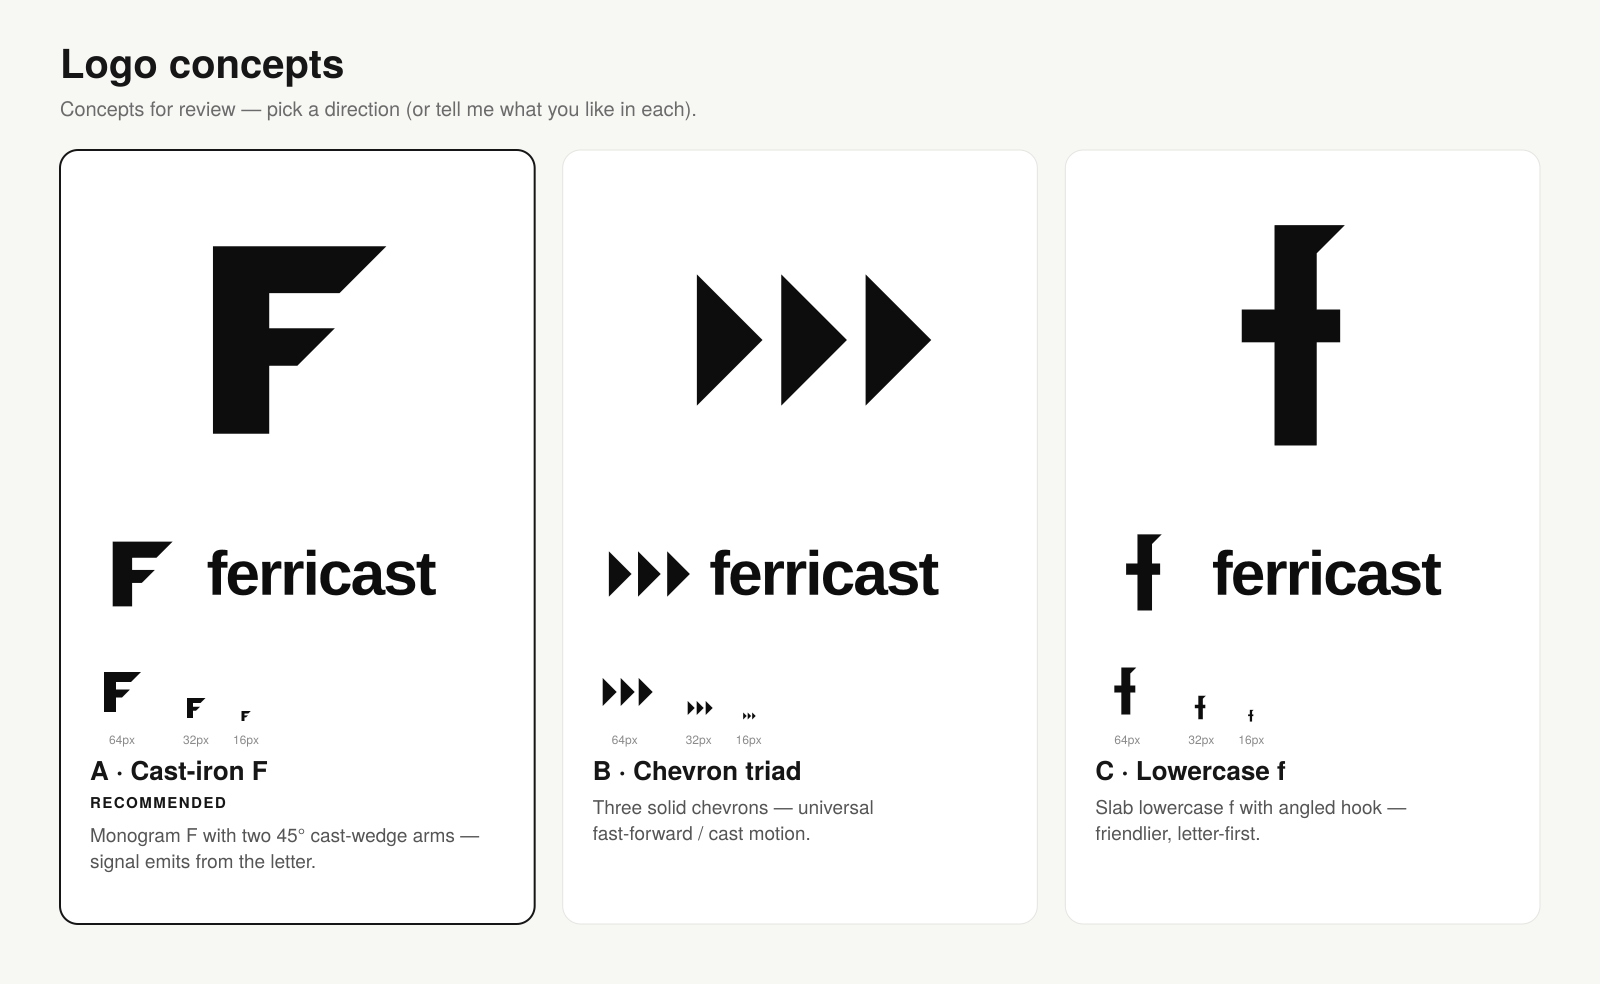 Logo concepts
Concepts for review — pick a direction (or tell me what you like in each).
F
ferricast
64px 32px 16px
A · Cast-iron F
RECOMMENDED
Monogram F with two 45° cast-wedge arms —
signal emits from the letter.
ferricast
64px 32px 16px
B · Chevron triad
Three solid chevrons — universal
fast-forward / cast motion.
f
ferricast
64px 32px 16px
C · Lowercase f
Slab lowercase f with angled hook —
friendlier, letter-first.